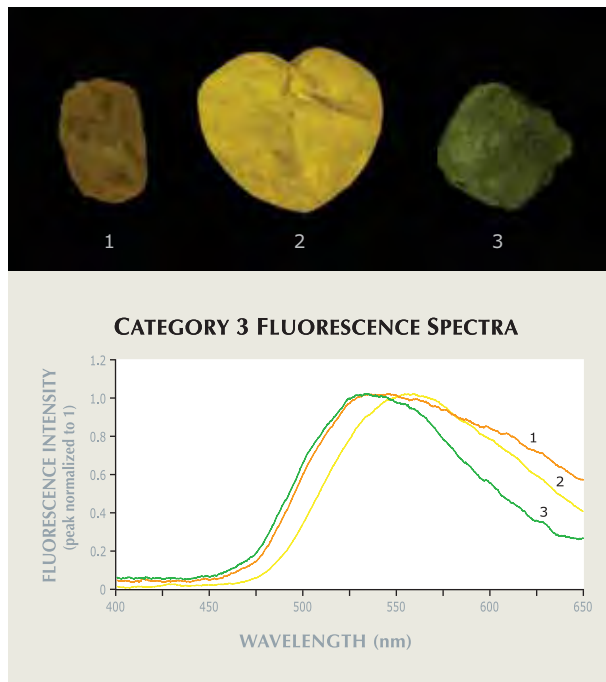 1 2 3
CATEGORY 3 FLUORESCENCE SPECTRA
FLUORESCENCE INTENSITY
(peak normalized to 1)
1.2
1.0
0.8
0.6
0.4
0.2
0
1
2
3
400 450 500 550 600 650
WAVELENGTH (nm)